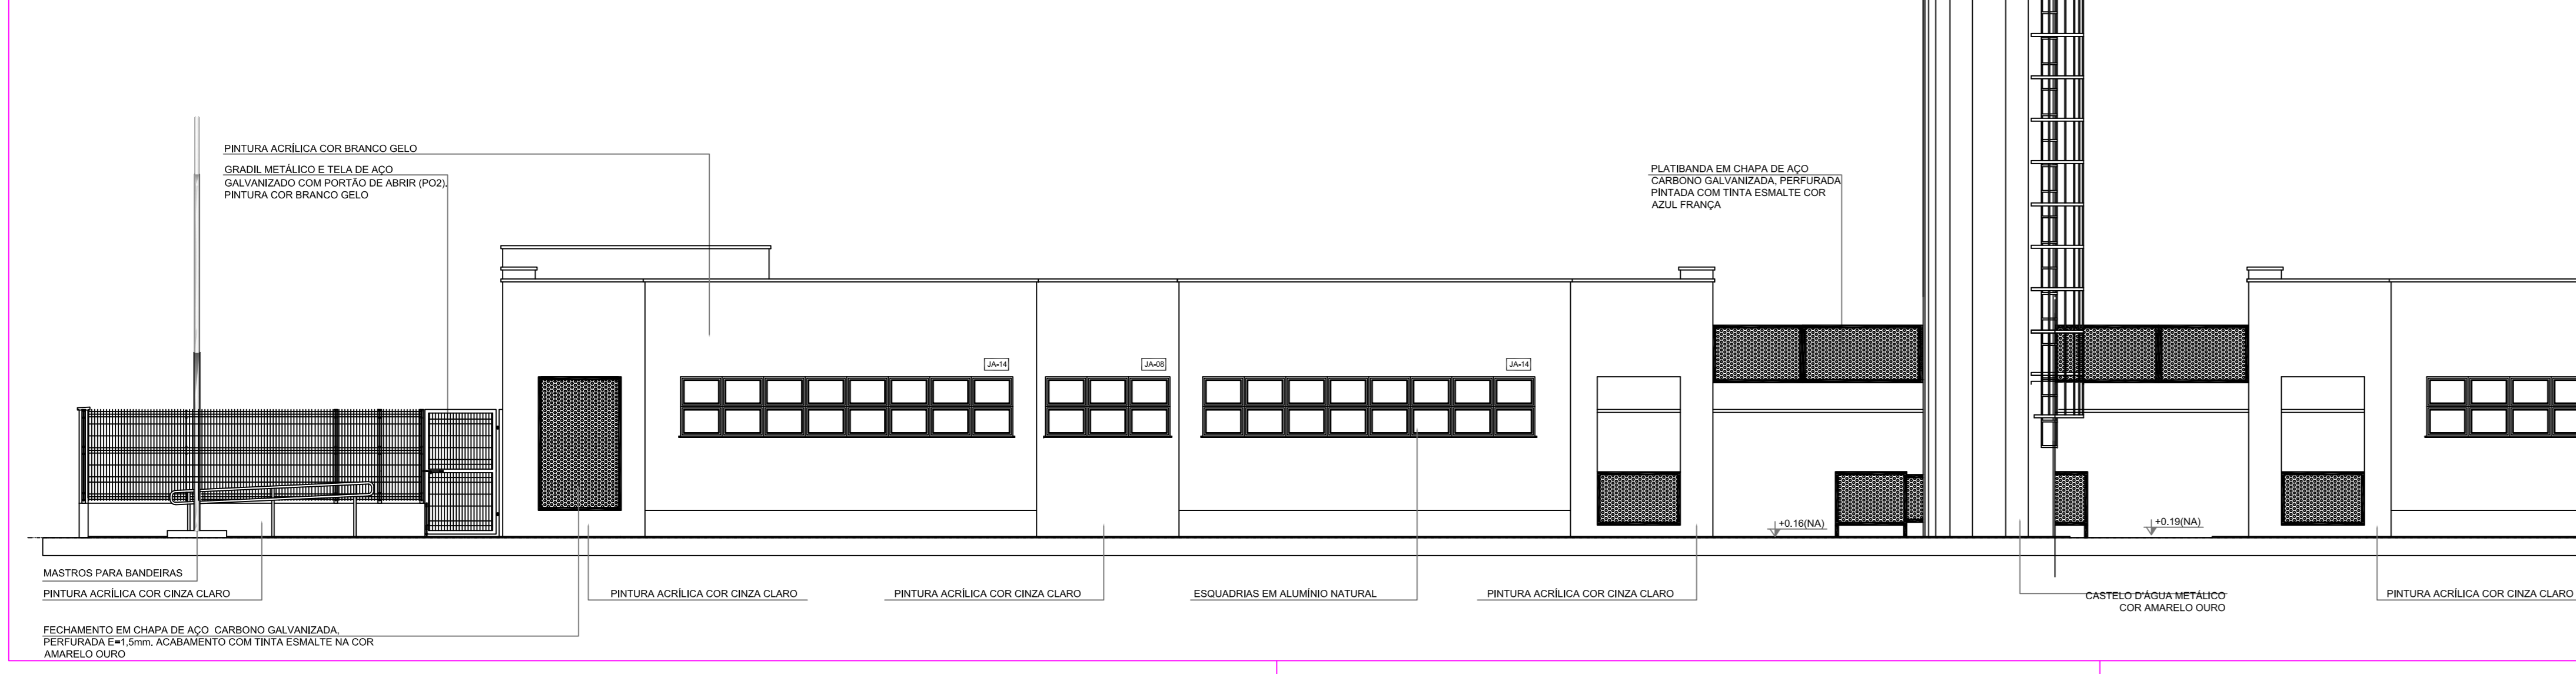 PINTURA ACRÍLICA COR BRANCO GELO
GRADIL METÁLICO E TELA DE AÇO
GALVANIZADO COM PORTÃO DE ABRIR (PO2),
PINTURA COR BRANCO GELO
PLATIBANDA EM CHAPA DE AÇO
CARBONO GALVANIZADA, PERFURADA
PINTADA COM TINTA ESMALTE COR
AZUL FRANÇA
JA-14
JA-08
JA-14
+0.16(NA)
+0.19(NA)
MASTROS PARA BANDEIRAS
PINTURA ACRÍLICA COR CINZA CLARO
PINTURA ACRÍLICA COR CINZA CLARO
PINTURA ACRÍLICA COR CINZA CLARO
ESQUADRIAS EM ALUMÍNIO NATURAL
PINTURA ACRÍLICA COR CINZA CLARO
CASTELO D'ÁGUA METÁLICO
COR AMARELO OURO
PINTURA ACRÍLICA COR CINZA CLARO
FECHAMENTO EM CHAPA DE AÇO CARBONO GALVANIZADA,
PERFURADA E=1,5mm. ACABAMENTO COM TINTA ESMALTE NA COR
AMARELO OURO